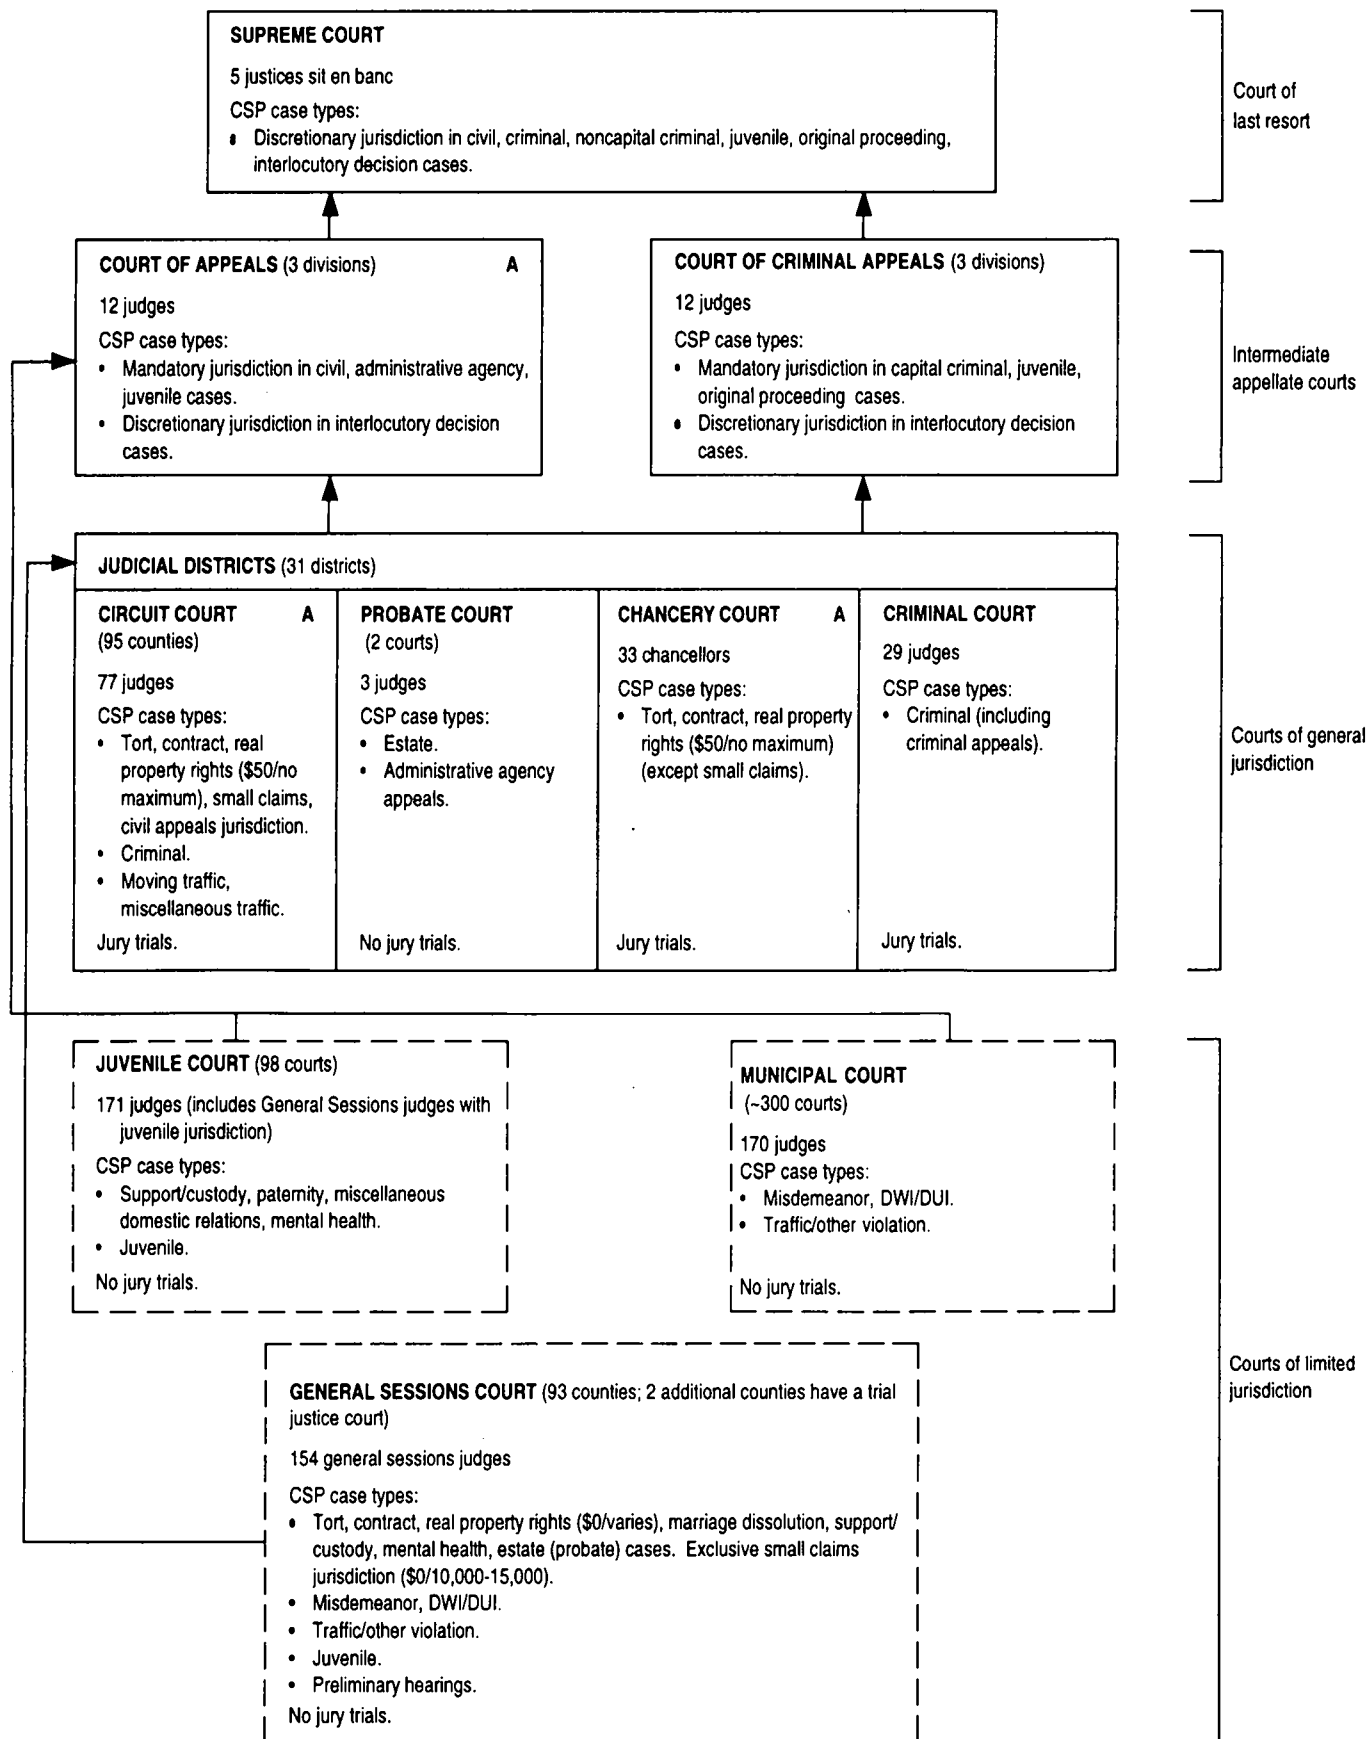 SUPREME COURT
5 justices sit en banc
CSP case types:
• Discretionary jurisdiction in civil, criminal, noncapital criminal, juvenile, original proceeding,
interlocutory decision cases.
Court of
last resort
COURT OF APPEALS (3 divisions) A
12 judges
CSP case types:
• Mandatory jurisdiction in civil, administrative agency,
juvenile cases.
• Discretionary jurisdiction in interlocutory decision
cases.
COURT OF CRIMINAL APPEALS (3 divisions)
12 judges
CSP case types:
• Mandatory jurisdiction in capital criminal, juvenile,
original proceeding cases.
• Discretionary jurisdiction in interlocutory decision
cases.
Intermediate
appellate courts
JUDICIAL DISTRICTS (31 districts)
CIRCUIT COURT A
(95 counties)
77 judges
CSP case types:
• Tort, contract, real
property rights ($50/no
maximum), small claims,
civil appeals jurisdiction.
• Criminal.
• Moving traffic,
miscellaneous traffic.
Jury trials.
PROBATE COURT
(2 courts)
3 judges
CSP case types:
• Estate.
• Administrative agency
appeals.
No jury trials.
CHANCERY COURT A
33 chancellors
CSP case types:
• Tort, contract, real property
rights ($50/no maximum)
(except small claims).
Jury trials.
CRIMINAL COURT
29 judges
CSP case types:
• Criminal (including
criminal appeals).
Jury trials.
Courts of general
jurisdiction
JUVENILE COURT (98 courts)
171 judges (includes General Sessions judges with
juvenile jurisdiction)
CSP case types:
• Support/custody, paternity, miscellaneous
domestic relations, mental health.
• Juvenile.
No jury trials.
MUNICIPAL COURT
(~300 courts)
170 judges
CSP case types:
• Misdemeanor, DWI/DUI.
• Traffic/other violation.
No jury trials.
GENERAL SESSIONS COURT (93 counties; 2 additional counties have a trial
justice court)
154 general sessions judges
CSP case types:
• Tort, contract, real property rights ($0/varies), marriage dissolution, support/
custody, mental health, estate (probate) cases. Exclusive small claims
jurisdiction ($0/10,000-15,000).
• Misdemeanor, DWI/DUI.
• Traffic/other violation.
• Juvenile.
• Preliminary hearings.
No jury trials.
Courts of limited
jurisdiction